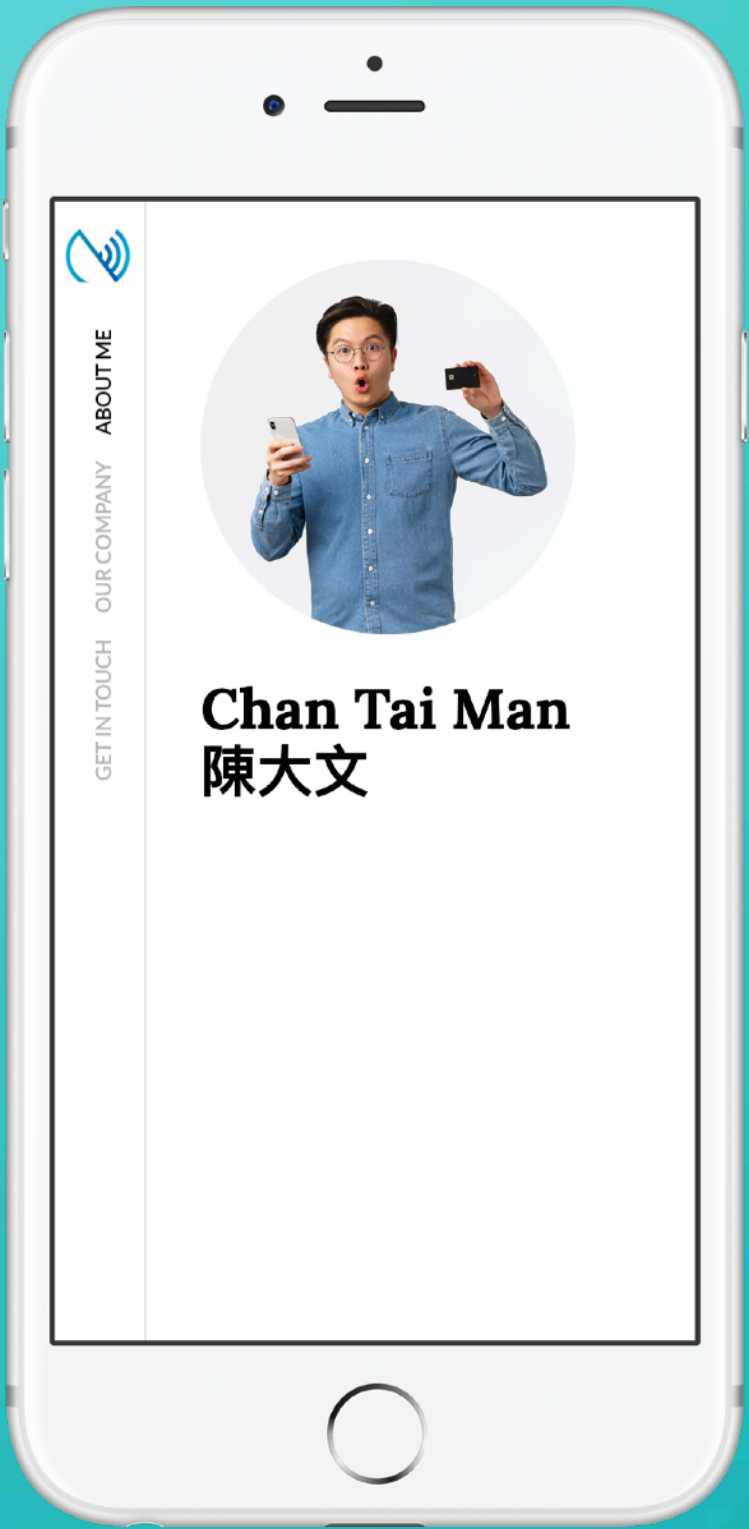 ABOUT ME
OUR COMPANY
GET IN TOUCH
Chan Tai Man
陳大文